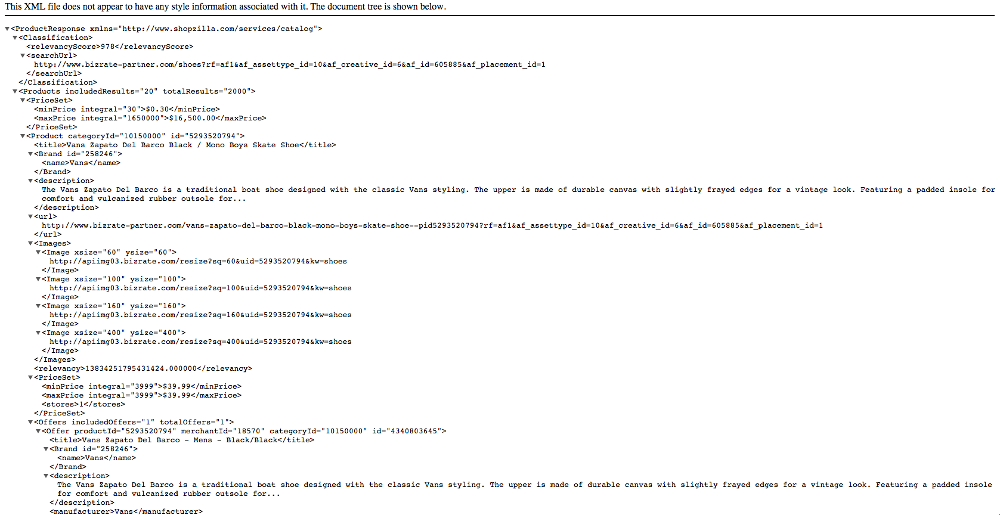 This XML file does not appear to have any style information associated with it. The document tree is shown below.
▼<ProductResponse xmlns="http://www.shopzilla.com/services/catalog">
▼<Classification>
<relevancyScore>978</relevancyScore>
▼<searchUrl>
http://www.bizrate-partner.com/shoes?rf=af1&af_assettype_id=10&af_creative_id=6&af_id=605885&af_placement_id=1
</searchUrl>
</Classification>
▼<Products includedResults="20" totalResults="2000">
▼<PriceSet>
<minPrice integral="30">$0.30</minPrice>
<maxPrice integral="1650000">$16,500.00</maxPrice>
</PriceSet>
▼<Product categoryId="10150000" id="5293520794">
<title>Vans Zapato Del Barco Black / Mono Boys Skate Shoe</title>
▼<Brand id="258246">
<name>Vans</name>
</Brand>
▼<description>
The Vans Zapato Del Barco is a traditional boat shoe designed with the classic Vans styling. The upper is made of durable canvas with slightly frayed edges for a vintage look. Featuring a padded insole for
comfort and vulcanized rubber outsole for...
</description>
▼<url>
http://www.bizrate-partner.com/vans-zapato-del-barco-black-mono-boys-skate-shoe--pid5293520794?rf=af1&af_assettype_id=10&af_creative_id=6&af_id=605885&af_placement_id=1
</url>
▼<Images>
▼<Image xsize="60" ysize="60">
http://apiimg03.bizrate.com/resize?sq=60&uid=5293520794&kw=shoes
</Image>
▼<Image xsize="100" ysize="100">
http://apiimg03.bizrate.com/resize?sq=100&uid=5293520794&kw=shoes
</Image>
▼<Image xsize="160" ysize="160">
http://apiimg03.bizrate.com/resize?sq=160&uid=5293520794&kw=shoes
</Image>
▼<Image xsize="400" ysize="400">
http://apiimg03.bizrate.com/resize?sq=400&uid=5293520794&kw=shoes
</Image>
</Images>
<relevancy>13834251795431424.000000</relevancy>
▼<PriceSet>
<minPrice integral="3999">$39.99</minPrice>
<maxPrice integral="3999">$39.99</maxPrice>
<stores>1</stores>
</PriceSet>
▼<Offers includedOffers="1" totalOffers="1">
▼<Offer productId="5293520794" merchantId="18570" categoryId="10150000" id="4340803645">
<title>Vans Zapato Del Barco - Mens - Black/Black</title>
▼<Brand id="258246">
<name>Vans</name>
</Brand>
▼<description>
The Vans Zapato Del Barco is a traditional boat shoe designed with the classic Vans styling. The upper is made of durable canvas with slightly frayed edges for a vintage look. Featuring a padded insole
for comfort and vulcanized rubber outsole for...
</description>
<manufacturer>Vans</manufacturer>